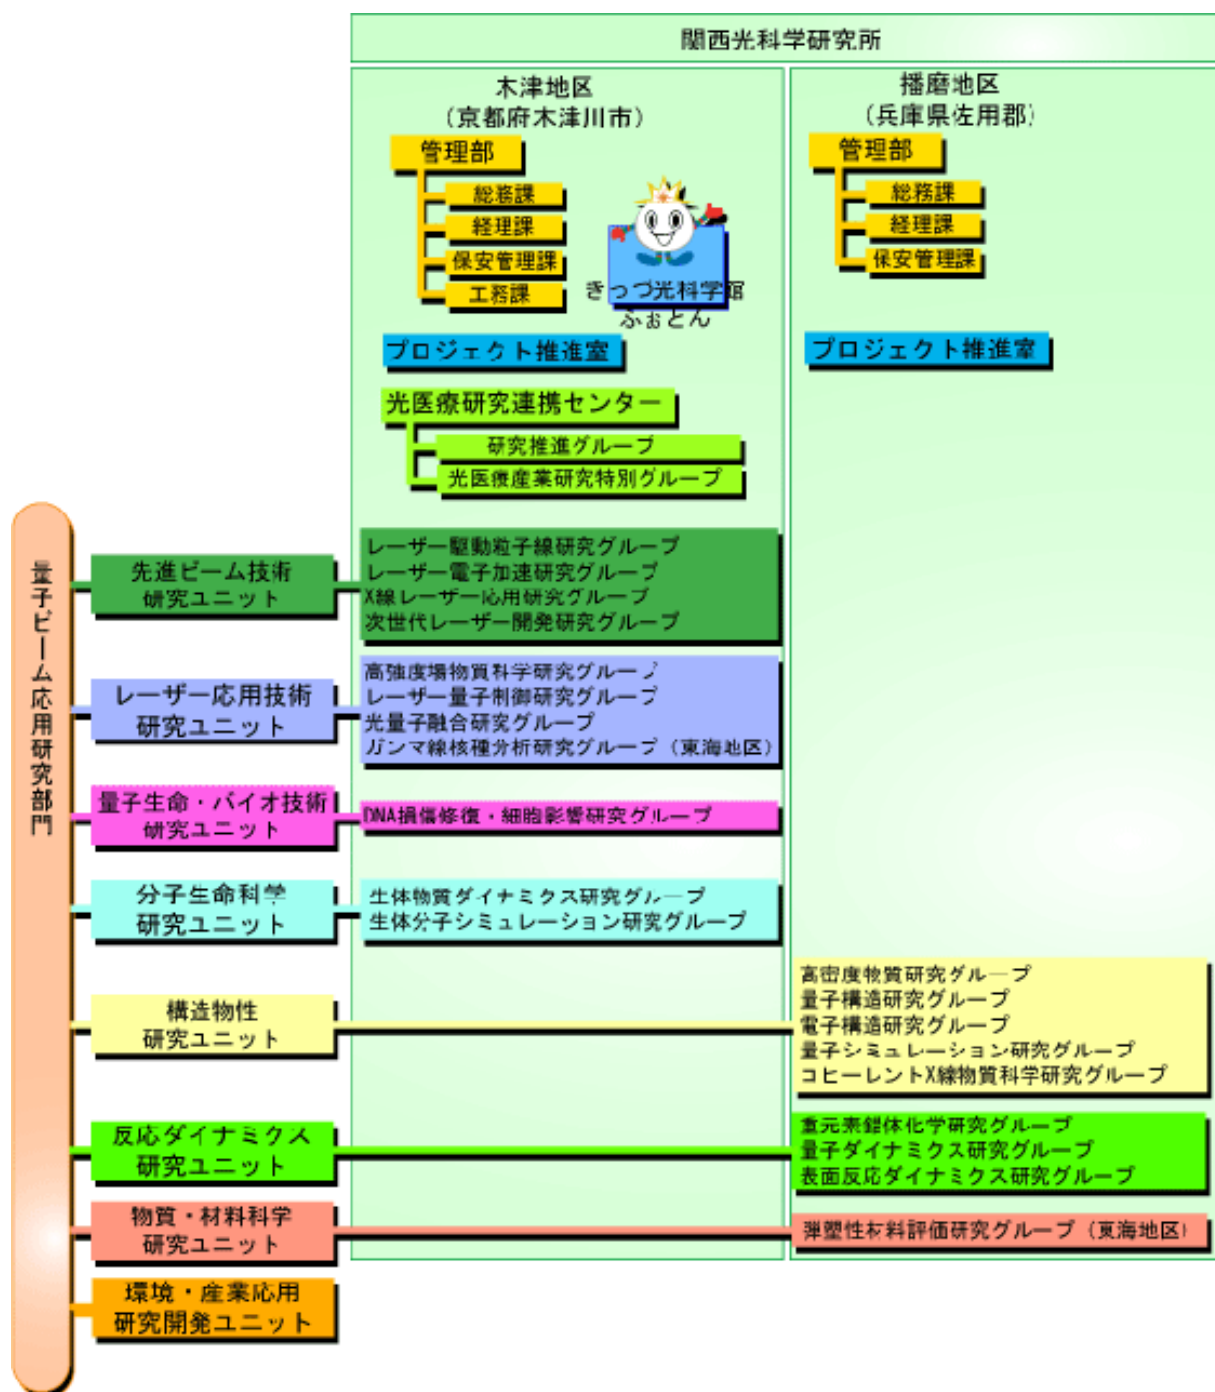 関西光科学研究所
木津地区
(京都府木津川市)
管理部
総務課
経理課
保安管理課
工務課
きっづ光科学館
ふぉとん
プロジェクト推進室
光医療研究連携センター
研究推進グループ
光医療産業研究特別グループ
播磨地区
(兵庫県佐用郡)
管理部
総務課
経理課
保安管理課
プロジェクト推進室
量子ビーム応用研究部門
先進ビーム技術
研究ユニット
レーザー駆動粒子線研究グループ
レーザー電子加速研究グループ
X線レーザー応用研究グループ
次世代レーザー開発研究グループ
レーザー応用技術
研究ユニット
高強度場物質科学研究グループ
レーザー量子制御研究グループ
光量子融合研究グループ
ガンマ線核種分析研究グループ(東海地区)
量子生命・バイオ技術
研究ユニット
DNA損傷修復・細胞影響研究グループ
分子生命科学
研究ユニット
生体物質ダイナミクス研究グループ
生体分子シミュレーション研究グループ
構造物性
研究ユニット
高密度物質研究グループ
量子構造研究グループ
電子構造研究グループ
量子シミュレーション研究グループ
コヒーレントX線物質科学研究グループ
反応ダイナミクス
研究ユニット
重元素錯体化学研究グループ
量子ダイナミクス研究グループ
表面反応ダイナミクス研究グループ
物質・材料科学
研究ユニット
弾塑性材料評価研究グループ(東海地区)
環境・産業応用
研究開発ユニット